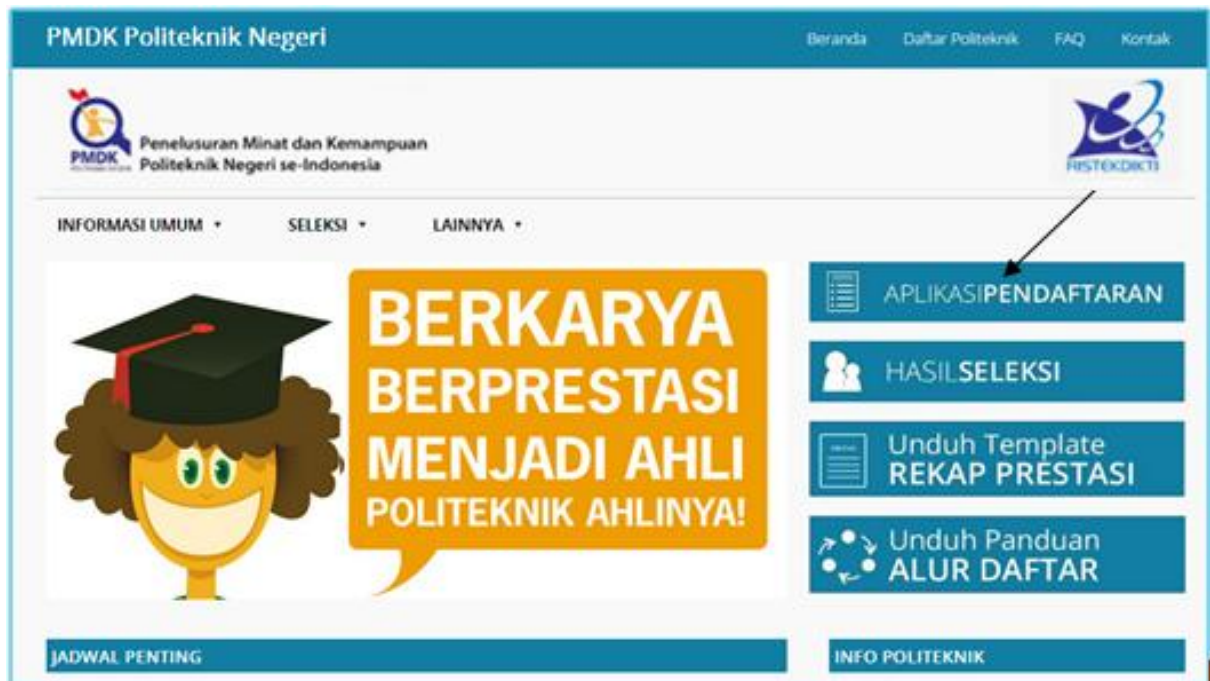 PMDK Politeknik Negeri
Beranda Daftar Politeknik FAQ Kontak
PMDK
Penelusuran Minat dan Kemampuan
Politeknik Negeri se-Indonesia
RISTEKDIKTI
INFORMASI UMUM SELEKSI LAINNYA
BERKARYA
BERPRESTASI
MENJADI AHLI
POLITEKNIK AHLINYA!
APLIKASIPENDAFTARAN
HASILSELEKSI
Unduh Template
REKAP PRESTASI
Unduh Panduan
ALUR DAFTAR
JADWAL PENTING
INFO POLITEKNIK